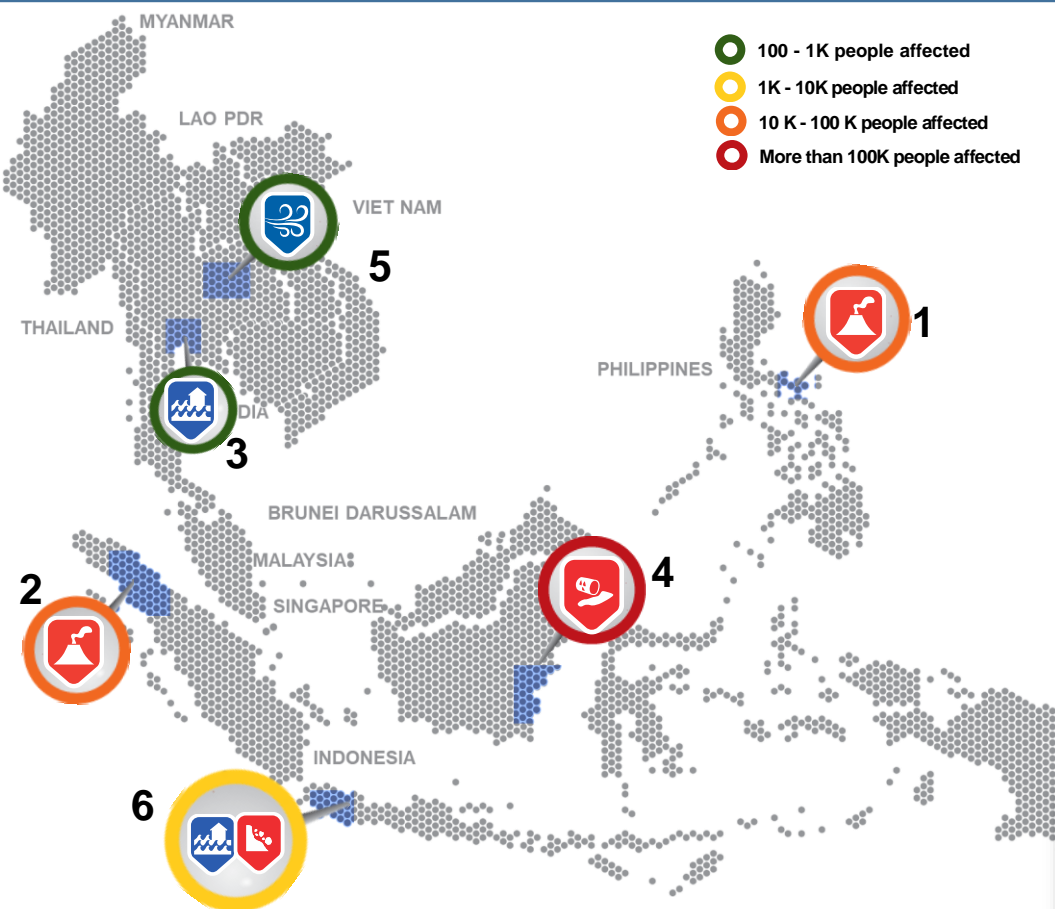 MYANMAR
100 - 1K people affected
1K - 10K people affected
LAO PDR
10 K - 100 K people affected
More than 100K people affected
VIET NAM
5
THAILAND
1
PHILIPPINES
DIA
3
BRUNEI DARUSSALAM
MALAYSIA
4
2
SINGAPORE
INDONESIA
6